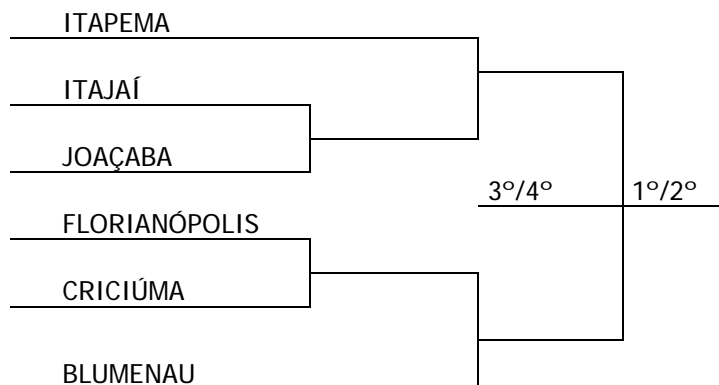 ITAPEMA
ITAJAÍ
JOAÇABA
3º/4º 1º/2º
FLORIANÓPOLIS
CRICIÚMA
BLUMENAU